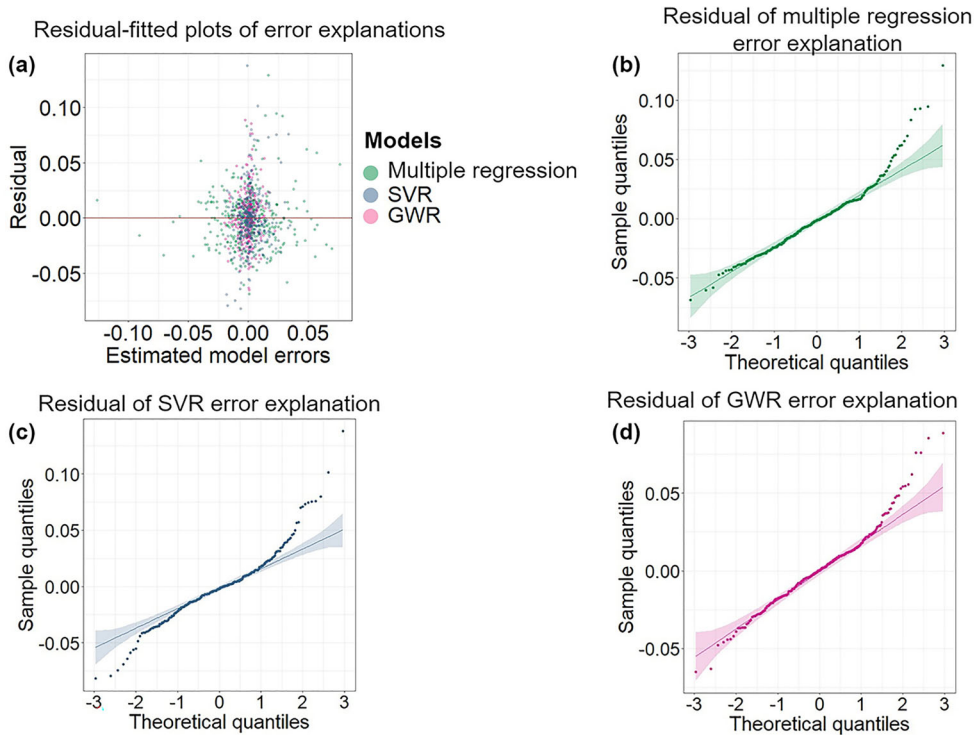 Residual-fitted plots of error explanations
(a)
Residual
0.10
0.05
0.00
-0.05
-0.10 -0.05 0.00 0.05
Estimated model errors
Models
Multiple regression
SVR
GWR
Residual of multiple regression
error explanation
(b)
Sample quantiles
0.10
0.05
0.00
-0.05
-3 -2 -1 0 1 2 3
Theoretical quantiles
Residual of SVR error explanation
(c)
Sample quantiles
0.10
0.05
0.00
-0.05
-3 -2 -1 0 1 2 3
Theoretical quantiles
Residual of GWR error explanation
(d)
Sample quantiles
0.05
0.00
-0.05
-3 -2 -1 0 1 2 3
Theoretical quantiles